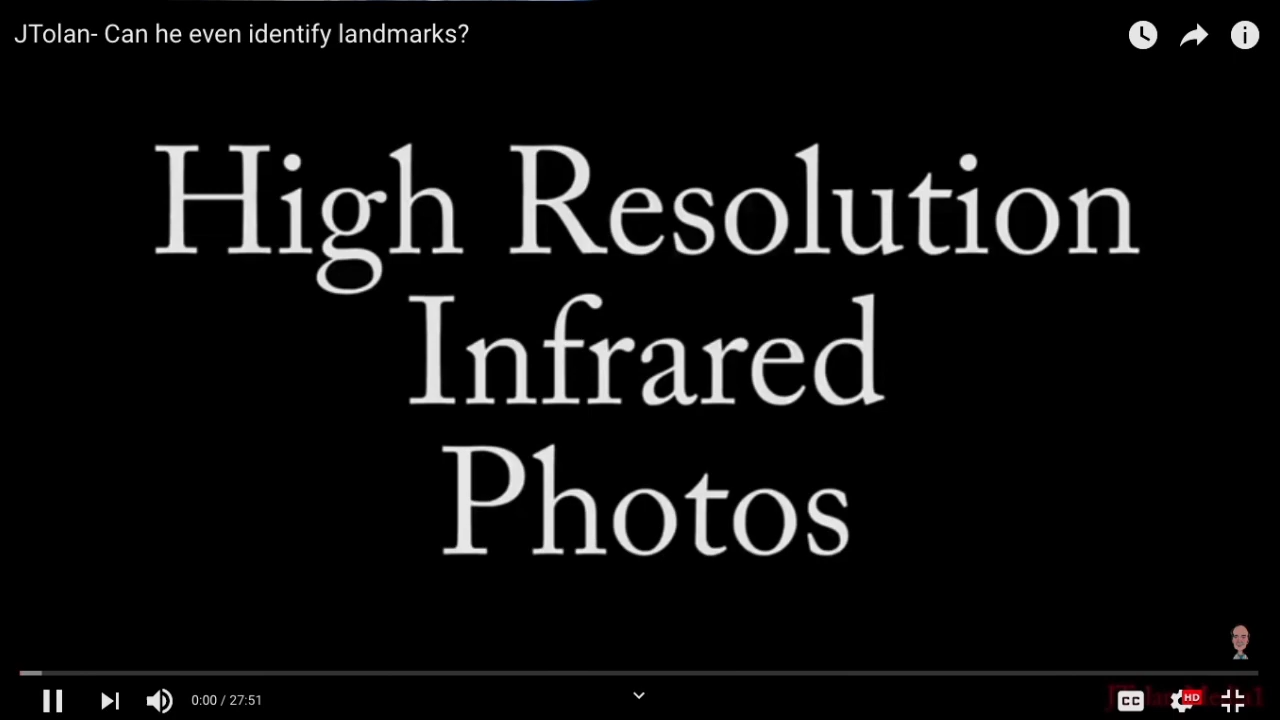 JTolan- Can he even identify landmarks?
High Resolution
Infrared
Photos
0:00 / 27:51
CC
HD